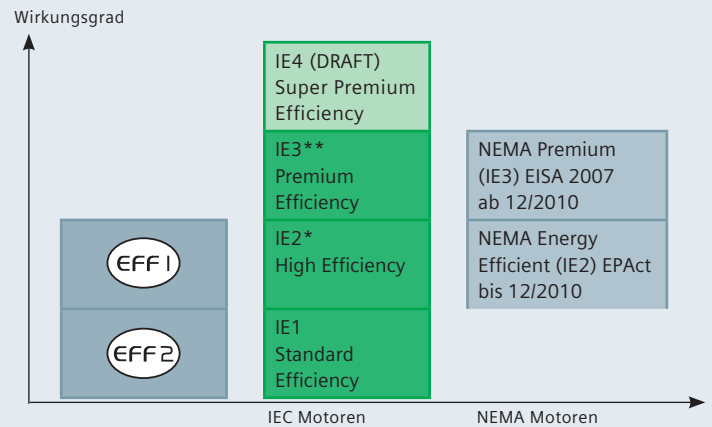 Wirkungsgrad
EFF1
EFF2
IE4 (DRAFT)
Super Premium
Efficiency
IE3**
Premium
Efficiency
IE2*
High Efficiency
IE1
Standard
Efficiency
NEMA Premium
(IE3) EISA 2007
ab 12/2010
NEMA Energy
Efficient (IE2) EPAct
bis 12/2010
IEC Motoren
NEMA Motoren